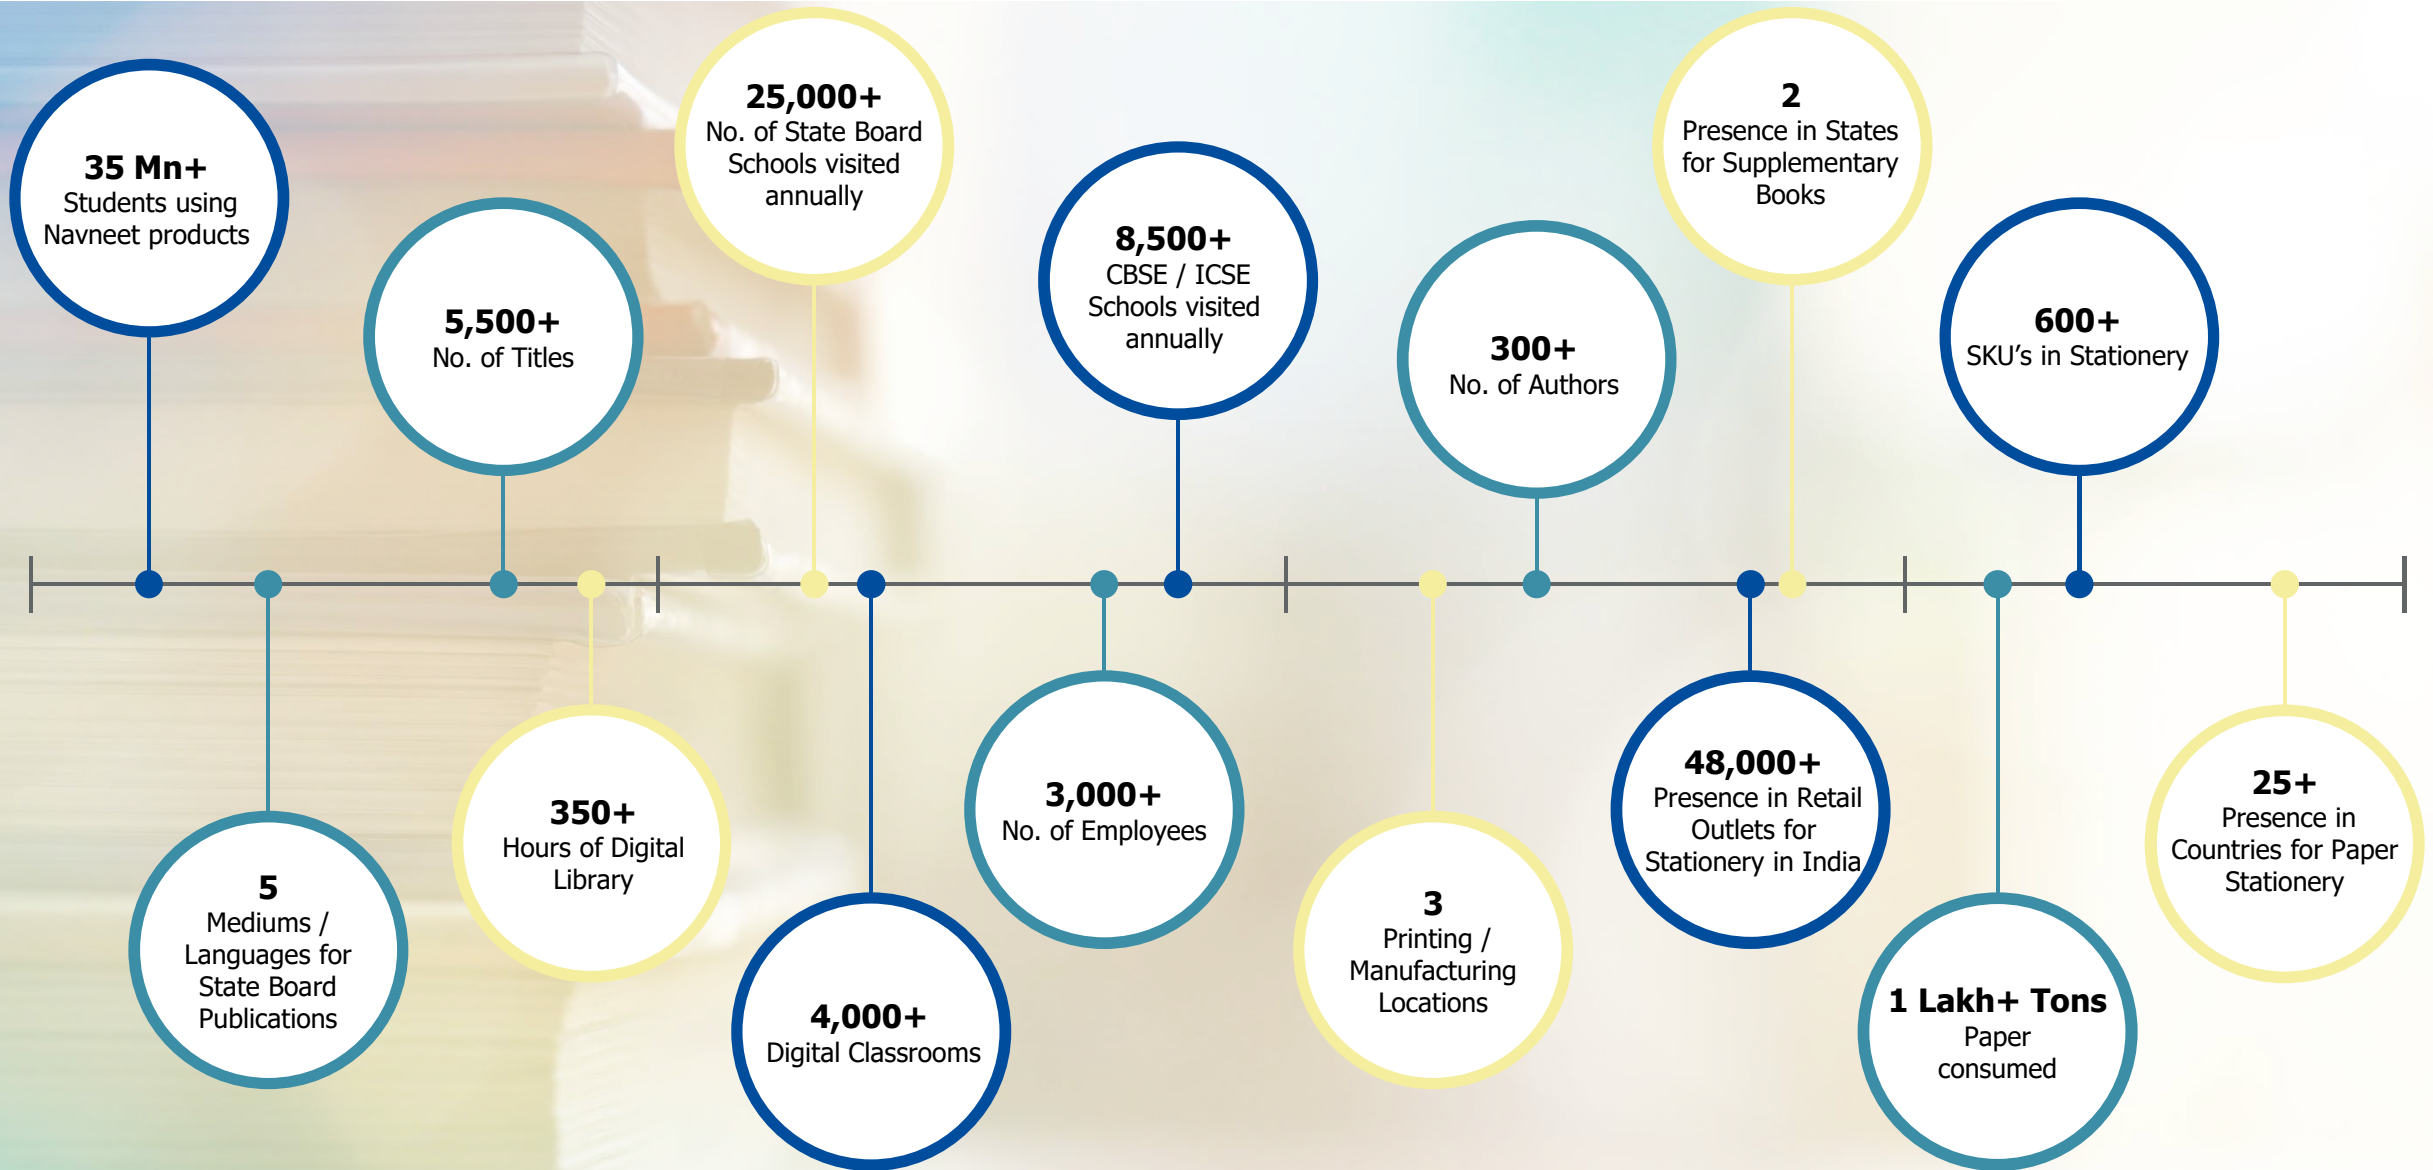 35 Mn+
Students using
Navneet products
5
Mediums /
Languages for
State Board
Publications
5,500+
No. of Titles
350+
Hours of Digital
Library
25,000+
No. of State Board
Schools visited
annually
4,000+
Digital Classrooms
3,000+
No. of Employees
8,500+
CBSE / ICSE
Schools visited
annually
3
Printing /
Manufacturing
Locations
300+
No. of Authors
48,000+
Presence in Retail
Outlets for
Stationery in India
2
Presence in States
for Supplementary
Books
1 Lakh+ Tons
Paper
consumed
600+
SKU’s in Stationery
25+
Presence in
Countries for Paper
Stationery